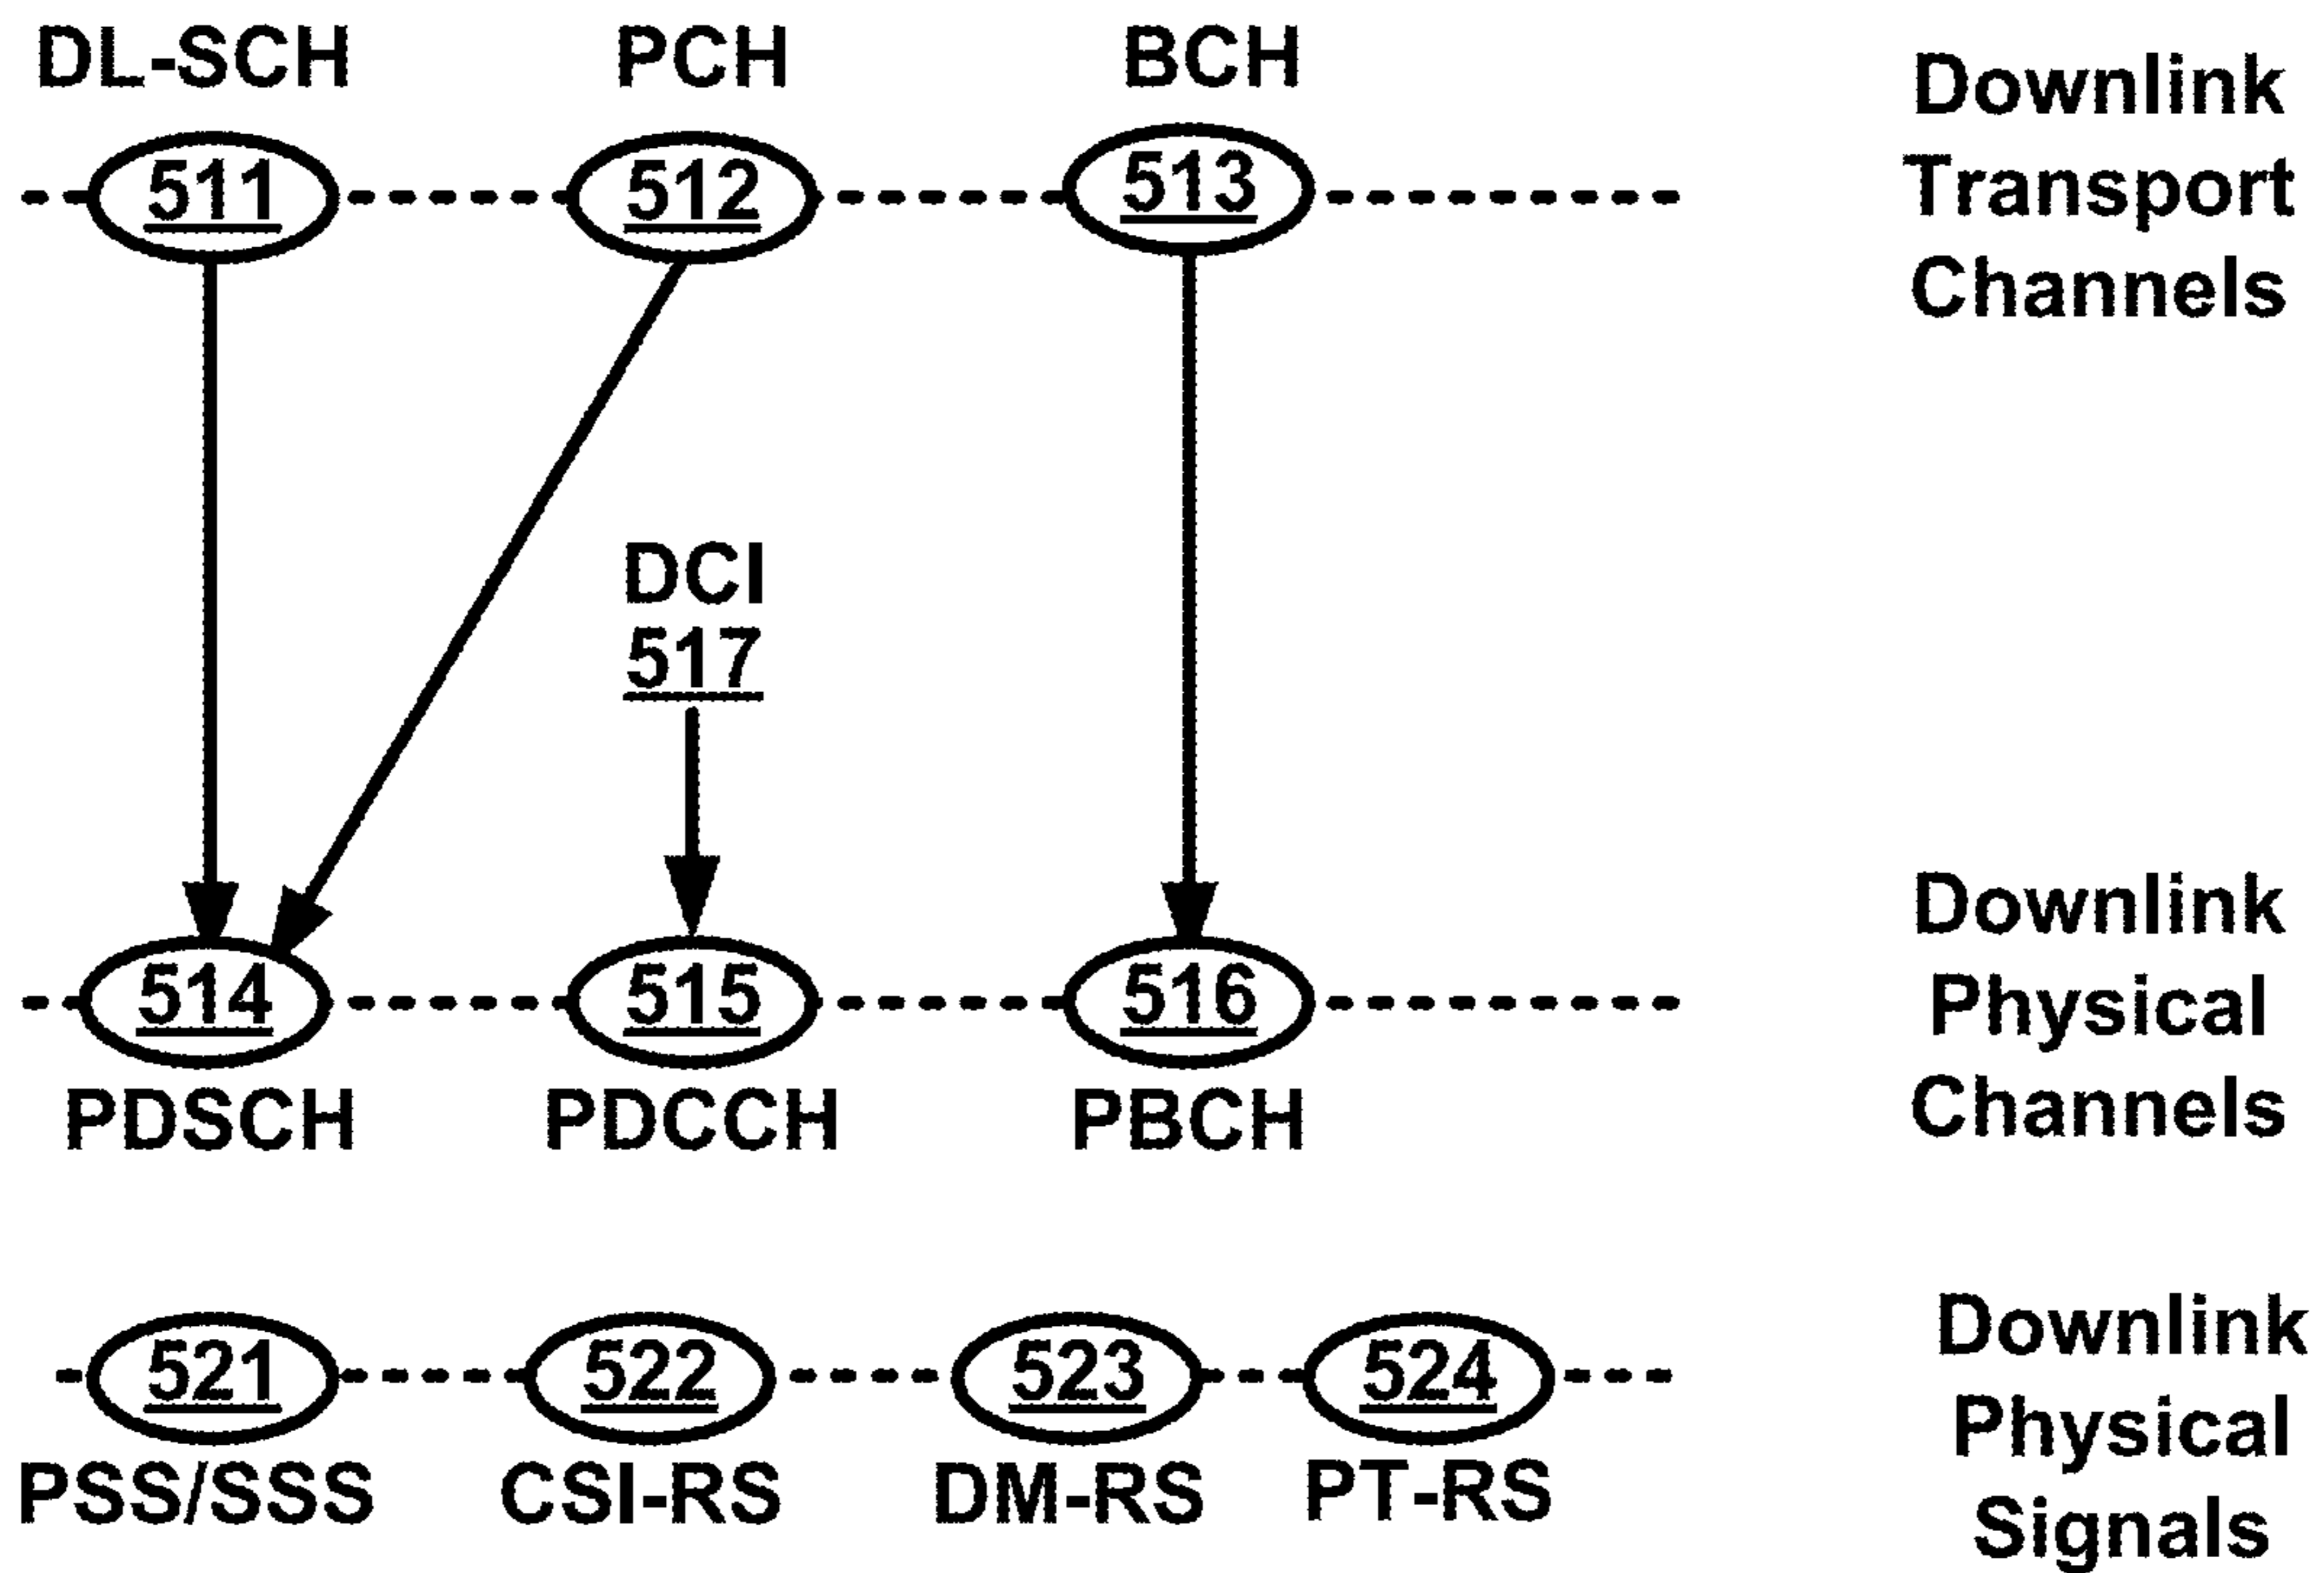 DL-SCH PCH BCH
511 512 513
Downlink
Transport
Channels
DCI
517
514 515 516
PDSCH PDCCH PBCH
Downlink
Physical
Channels
521 522 523 524
PSS/SSS CSI-RS DM-RS PT-RS
Downlink
Physical
Signals